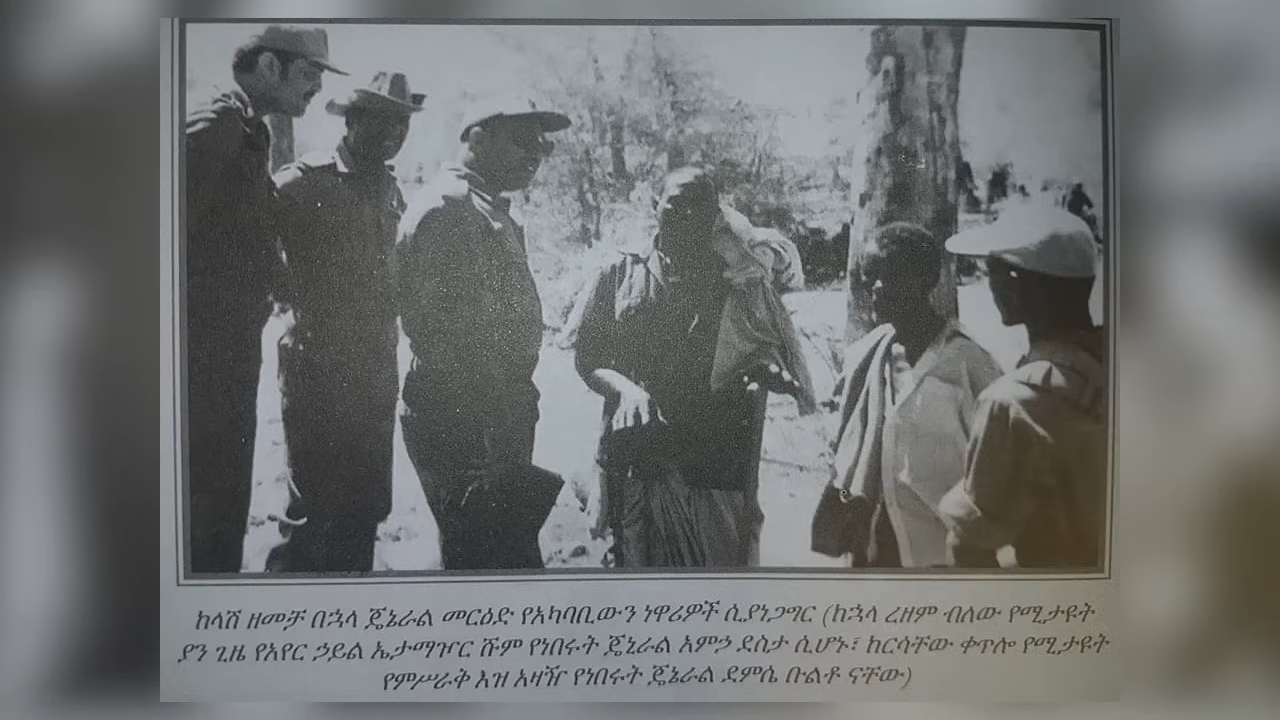 ከላሽ ዘመቻ በኋላ ጄኔራል መርዕድ የአካባቢውን ነዋሪዎች ሲያነጋግር (ከኋላ ረዘም ብለው የሚታዩት
ያን ጊዜ የአየር ኃይል ኤታማዦር ሹም የነበሩት ጄኔራል አምኃ ደስታ ሲሆኑ፣ ከርሳቸው ቀጥሎ የሚታዩት
የምሥራቅ እዝ አዛዥ የነበሩት ጄኔራል ደምሴ ቡልቶ ናቸው)